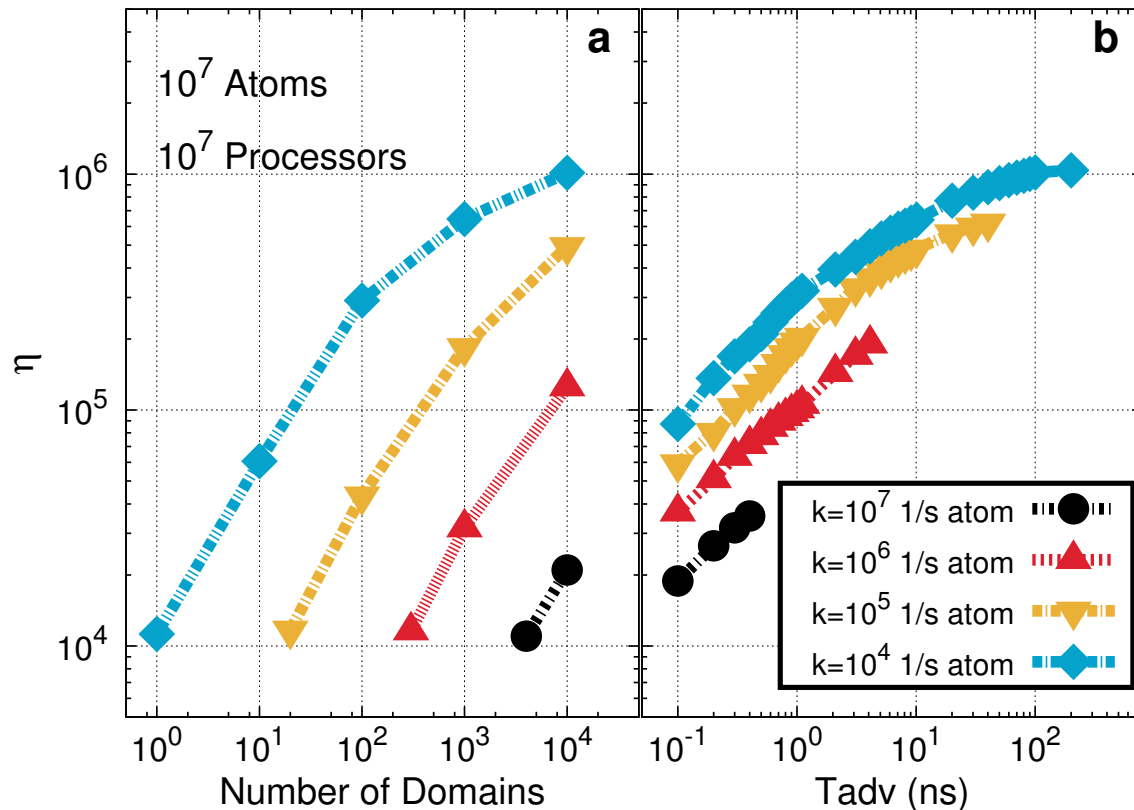 a
b
10^7 Atoms
10^7 Processors
10^6
10^5
10^4
η
10^0 10^1 10^2 10^3 10^4
Number of Domains
10^-1 10^0 10^1 10^2
Tadv (ns)
k=10^7 1/s atom
k=10^6 1/s atom
k=10^5 1/s atom
k=10^4 1/s atom